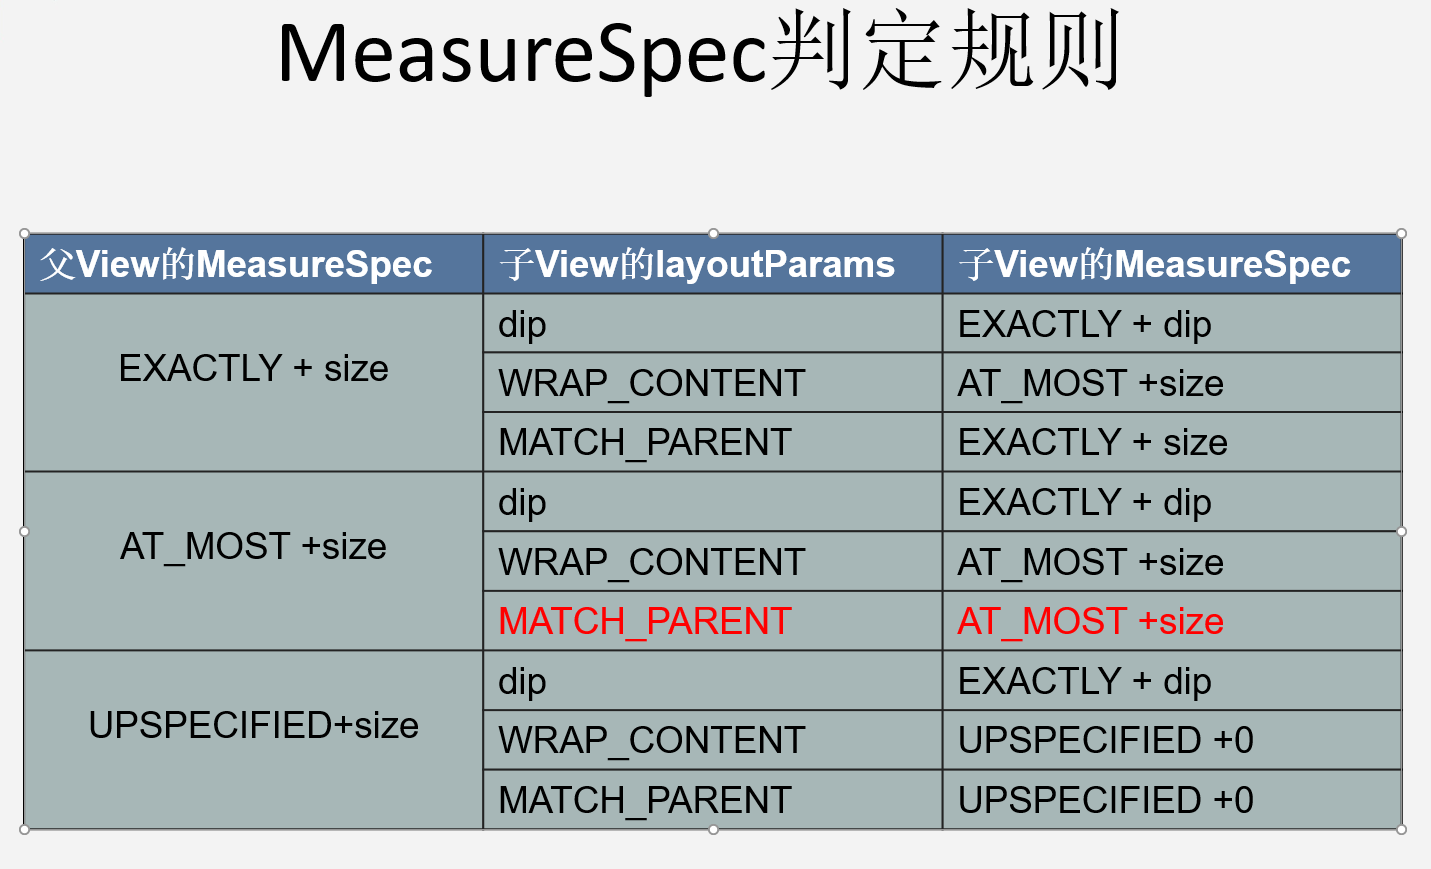 MeasureSpec判定规则
父View的MeasureSpec 子View的layoutParams 子View的MeasureSpec
EXACTLY + size
dip EXACTLY + dip
WRAP_CONTENT AT_MOST +size
MATCH_PARENT EXACTLY + size
AT_MOST +size
dip EXACTLY + dip
WRAP_CONTENT AT_MOST +size
MATCH_PARENT AT_MOST +size
UPSPECIFIED+size
dip EXACTLY + dip
WRAP_CONTENT UPSPECIFIED +0
MATCH_PARENT UPSPECIFIED +0